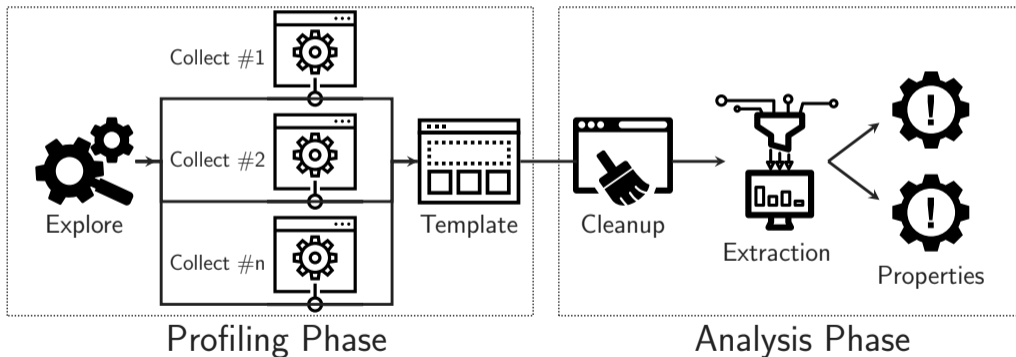 Collect #1
Collect #2
Collect #n
Explore
Template
Cleanup
Extraction
Properties
Profiling Phase
Analysis Phase